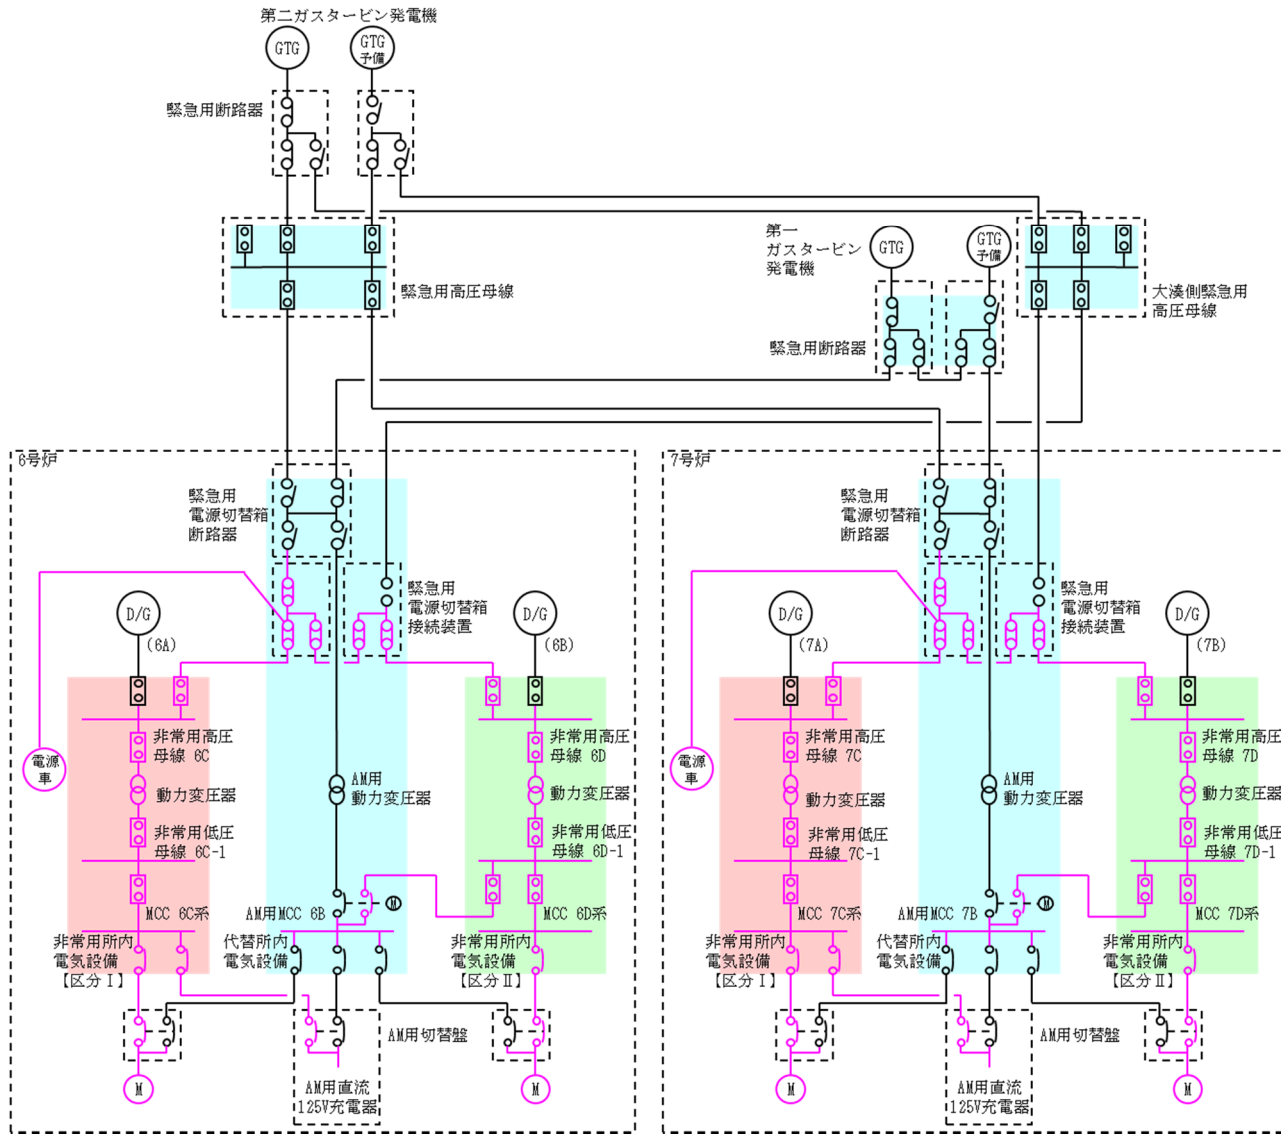 第二ガスタービン発電機
GTG
GTG
予備
緊急用断路器
緊急用高圧母線
第一
ガスタービン
発電機
GTG
GTG
予備
緊急用断路器
大湊側緊急用
高圧母線
6号炉
緊急用
電源切替箱
断路器
緊急用
電源切替箱
接続装置
D/G
(6A)
D/G
(6B)
電源
車
非常用高圧
母線 6C
動力変圧器
非常用低圧
母線 6C-1
MCC 6C系
非常用所内
電気設備
【区分Ⅰ】
AM用
動力変圧器
AM用MCC 6B
代替所内
電気設備
M
非常用高圧
母線 6D
動力変圧器
非常用低圧
母線 6D-1
MCC 6D系
非常用所内
電気設備
【区分Ⅱ】
AM用切替盤
AM用直流
125V充電器
M
M
7号炉
緊急用
電源切替箱
断路器
緊急用
電源切替箱
接続装置
D/G
(7A)
D/G
(7B)
電源
車
非常用高圧
母線 7C
動力変圧器
非常用低圧
母線 7C-1
MCC 7C系
非常用所内
電気設備
【区分Ⅰ】
AM用
動力変圧器
AM用MCC 7B
代替所内
電気設備
M
非常用高圧
母線 7D
動力変圧器
非常用低圧
母線 7D-1
MCC 7D系
非常用所内
電気設備
【区分Ⅱ】
AM用切替盤
AM用直流
125V充電器
M
M